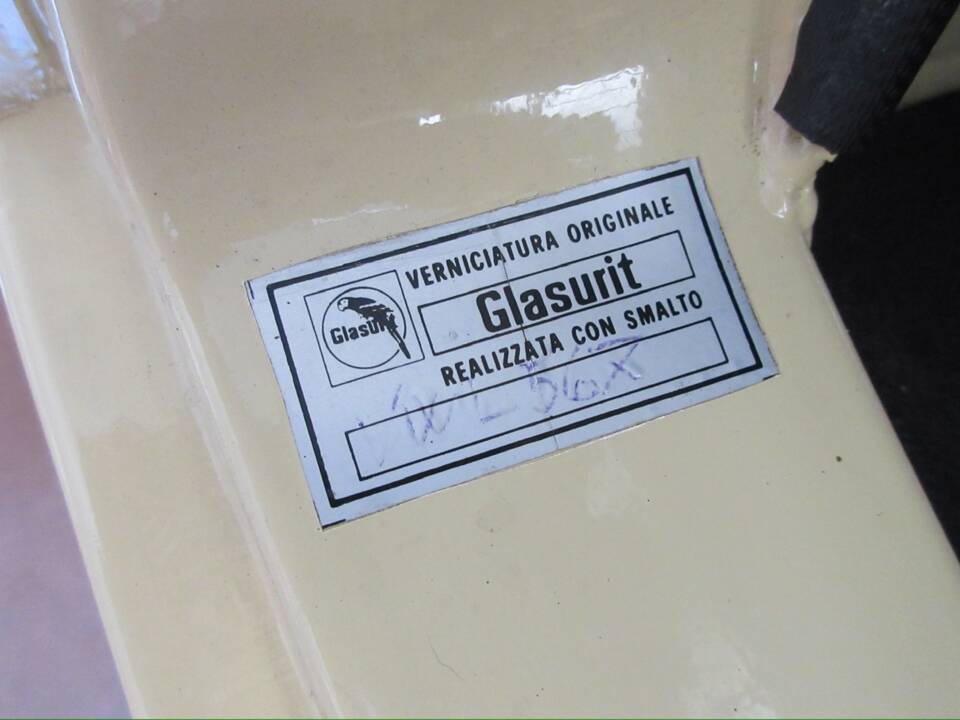 VERNICIATURA ORIGINALE
Glasurit
Glasurit
REALIZZATA CON SMALTO